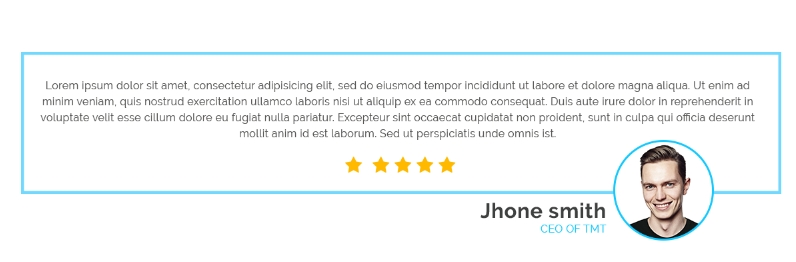 Lorem ipsum dolor sit amet, consectetur adipisicing elit, sed do eiusmod tempor incididunt ut labore et dolore magna aliqua. Ut enim ad
minim veniam, quis nostrud exercitation ullamco laboris nisi ut aliquip ex ea commodo consequat. Duis aute irure dolor in reprehenderit in
voluptate velit esse cillum dolore eu fugiat nulla pariatur. Excepteur sint occaecat cupidatat non proident, sunt in culpa qui officia deserunt
mollit anim id est laborum. Sed ut perspiciatis unde omnis ist.
Jhone smith
CEO OF TMT